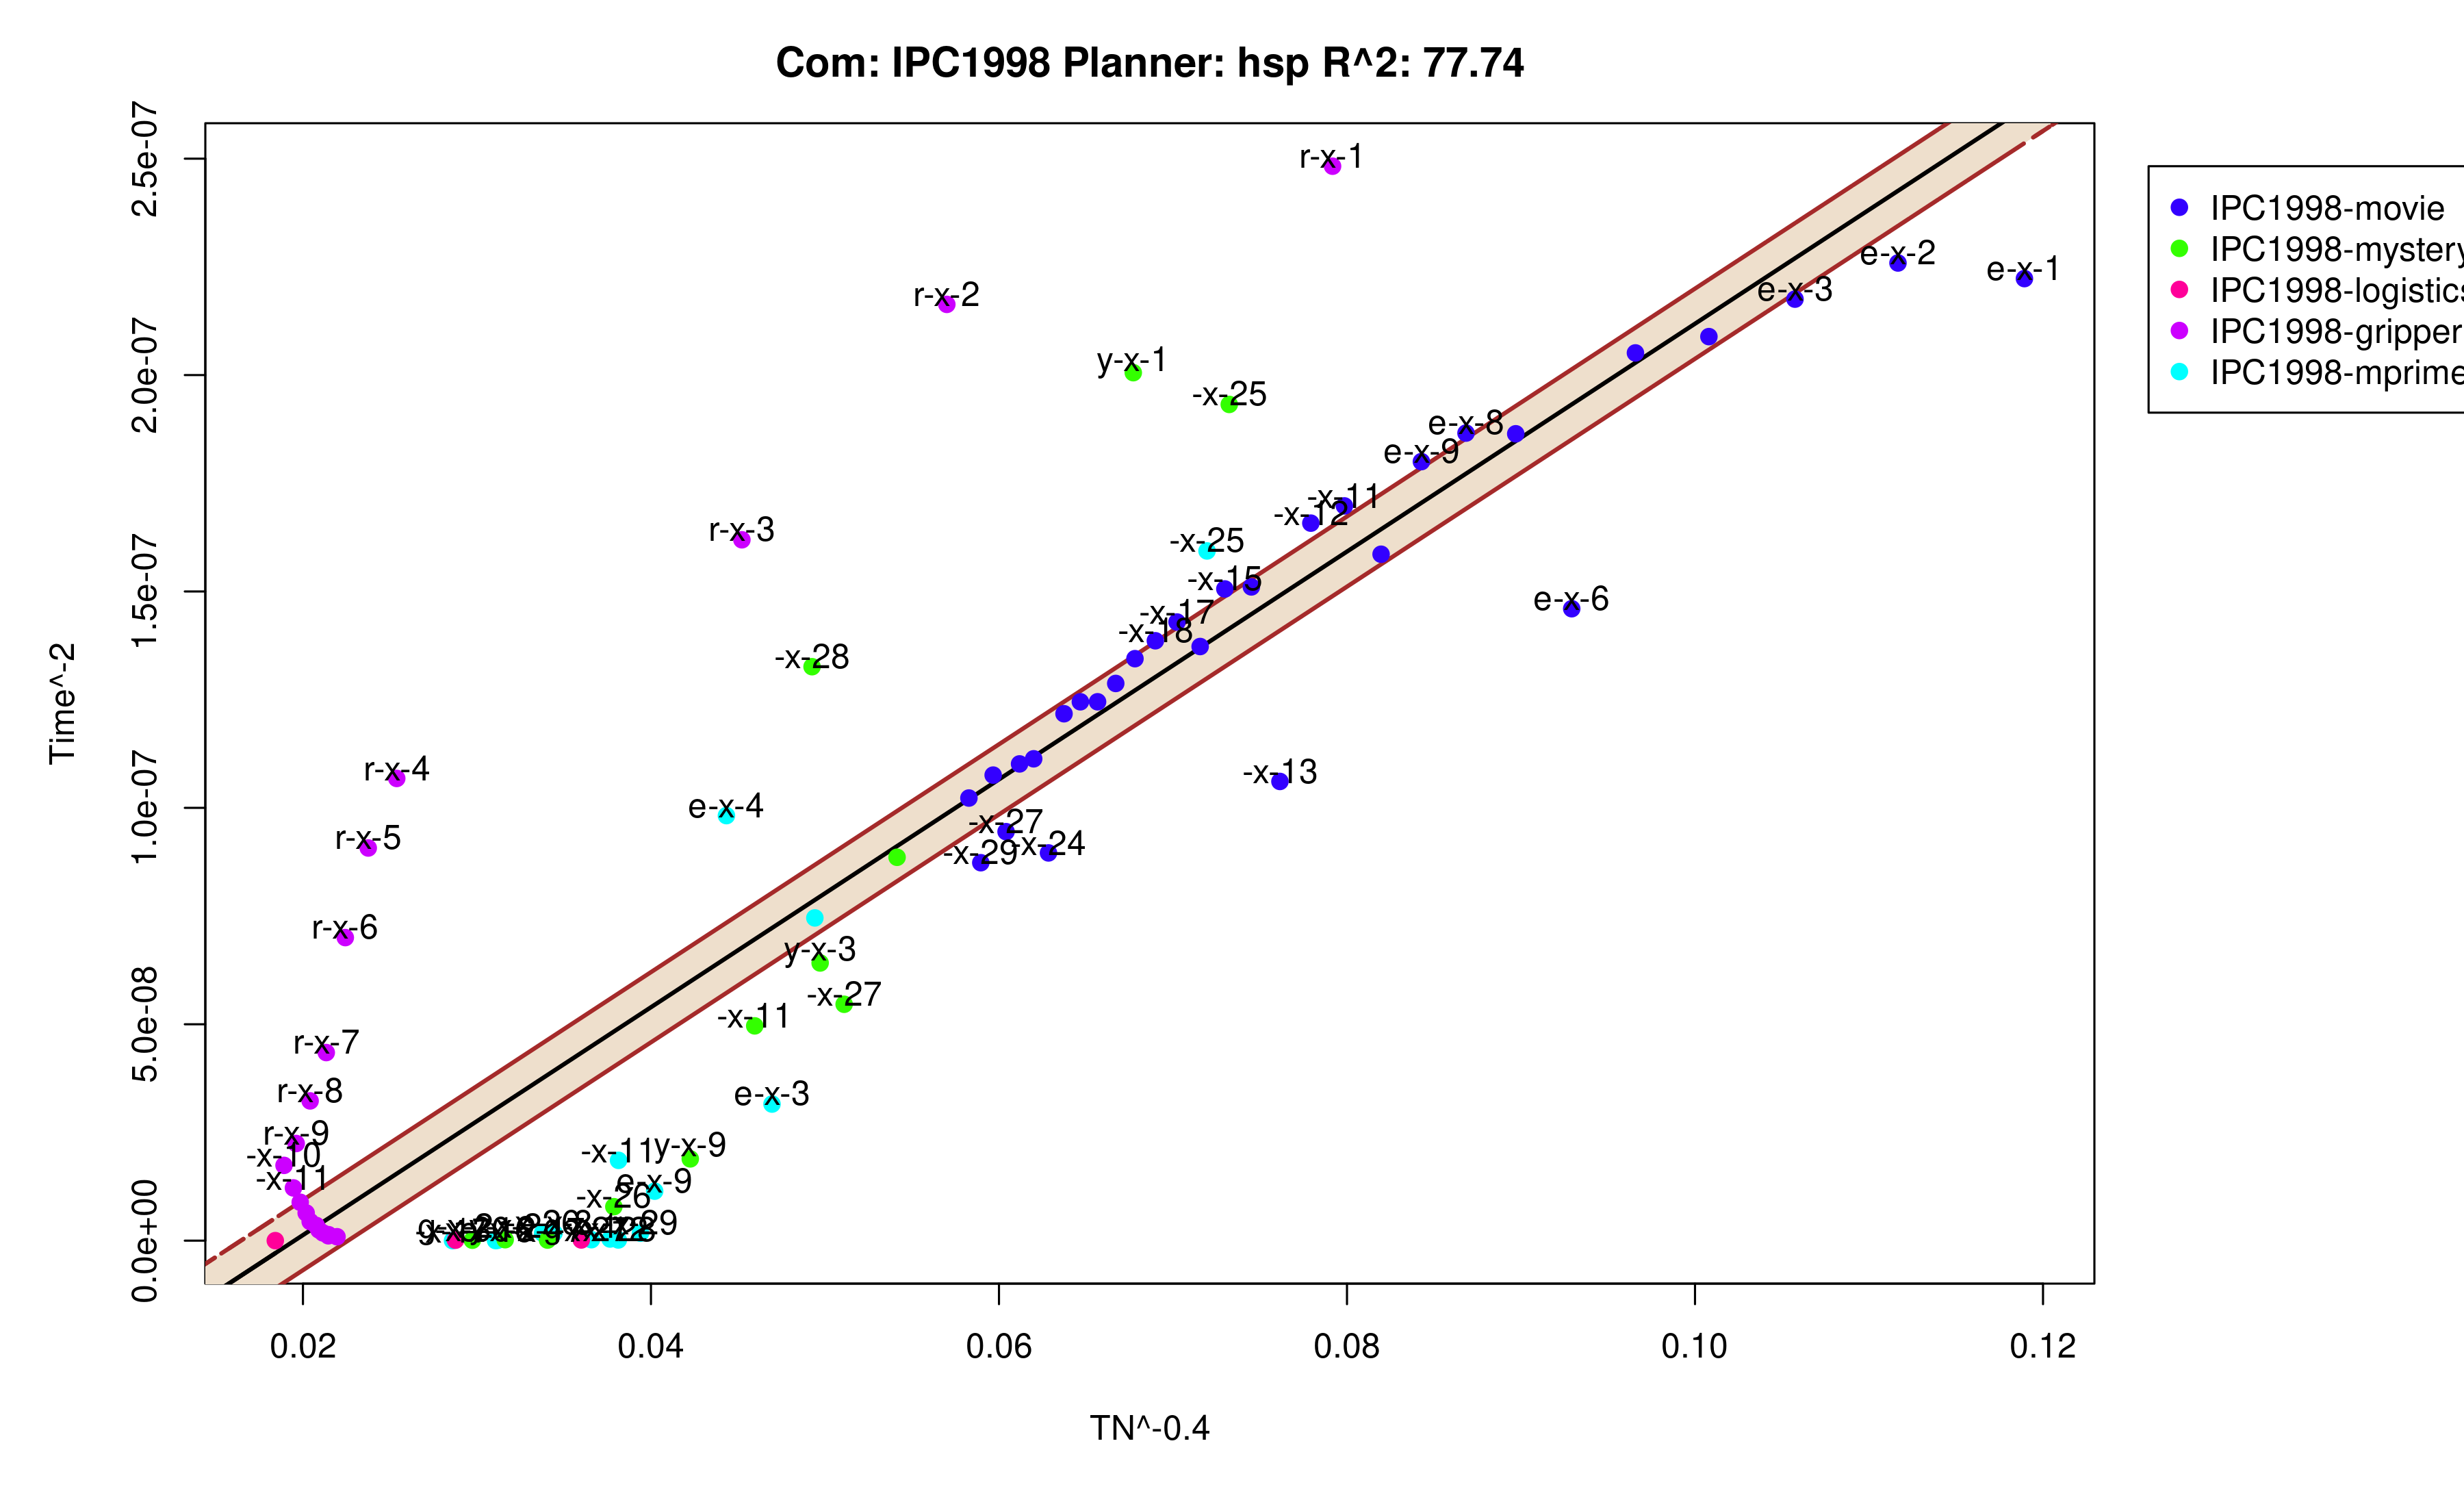 Com: IPC1998 Planner: hsp R^2: 77.74
2.5e-07
2.0e-07
1.5e-07
1.0e-07
5.0e-08
0.0e+00
Time^-2
r-x-1
e-x-2
e-x-1
e-x-3
r-x-2
y-x-1
-x-25
e-x-8
e-x-9
-x-11
-x-12
r-x-3
-x-25
-x-15
e-x-6
-x-17
-x-18
-x-28
r-x-4
-x-13
e-x-4
-x-27
r-x-5
-x-24
-x-29
r-x-6
y-x-3
-x-27
-x-11
r-x-7
r-x-8
e-x-3
r-x-9
-x-10
-x-11
-x-11
y-x-9
e-x-9
-x-26
0.02
0.04
0.06
0.08
0.10
0.12
TN^-0.4
IPC1998-movie
IPC1998-mystery
IPC1998-logistics
IPC1998-gripper
IPC1998-mprime